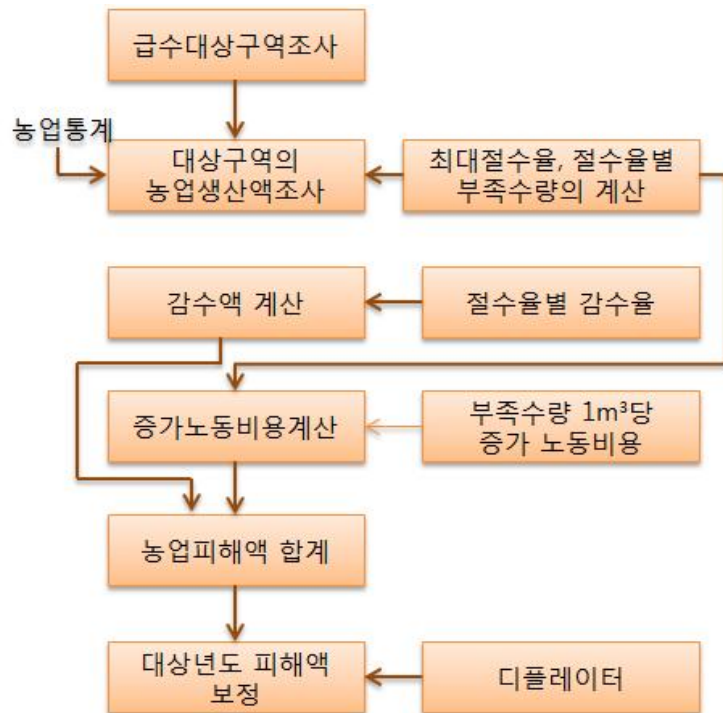 급수대상구역조사
농업통계
대상구역의
농업생산액조사
최대절수율, 절수율별
부족수량의 계산
감수액 계산
절수율별 감수율
증가노동비용계산
부족수량 1m³당
증가 노동비용
농업피해액 합계
대상년도 피해액
보정
디플레이터